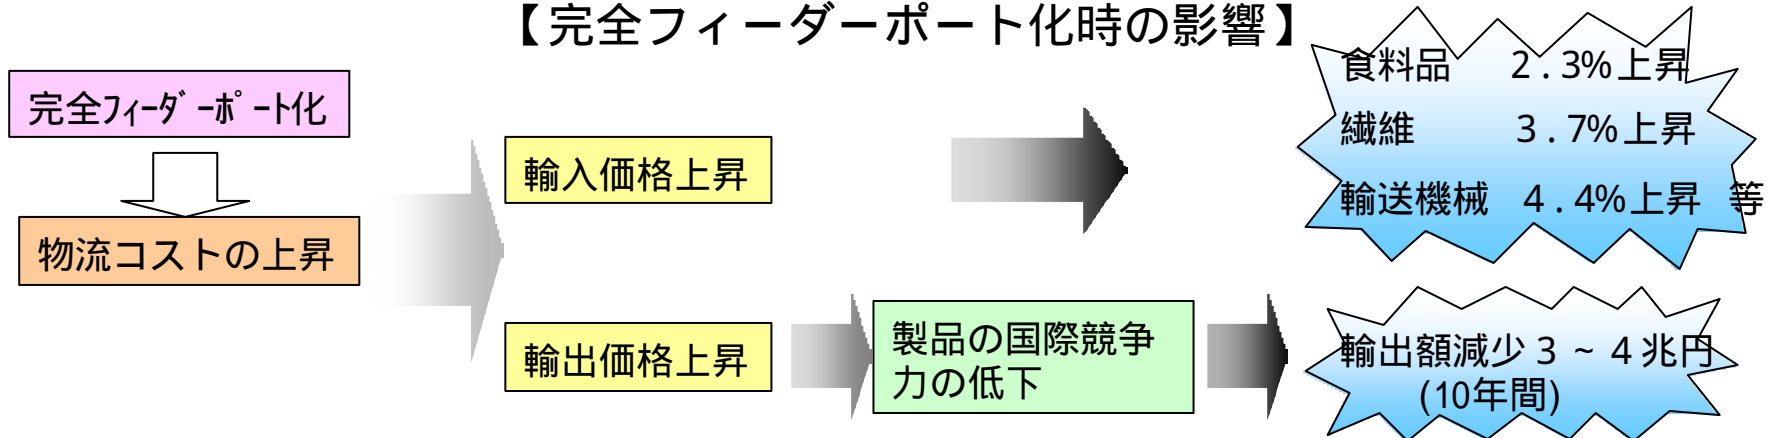 【完全フィーダーポート化時の影響】
完全ﾌｨｰﾀﾞｰﾎﾟｰﾄ化
物流コストの上昇
輸入価格上昇
食料品 2.3%上昇
繊維 3.7%上昇
輸送機械 4.4%上昇 等
輸出価格上昇
製品の国際競争
力の低下
輸出額減少3~4兆円
(10年間)